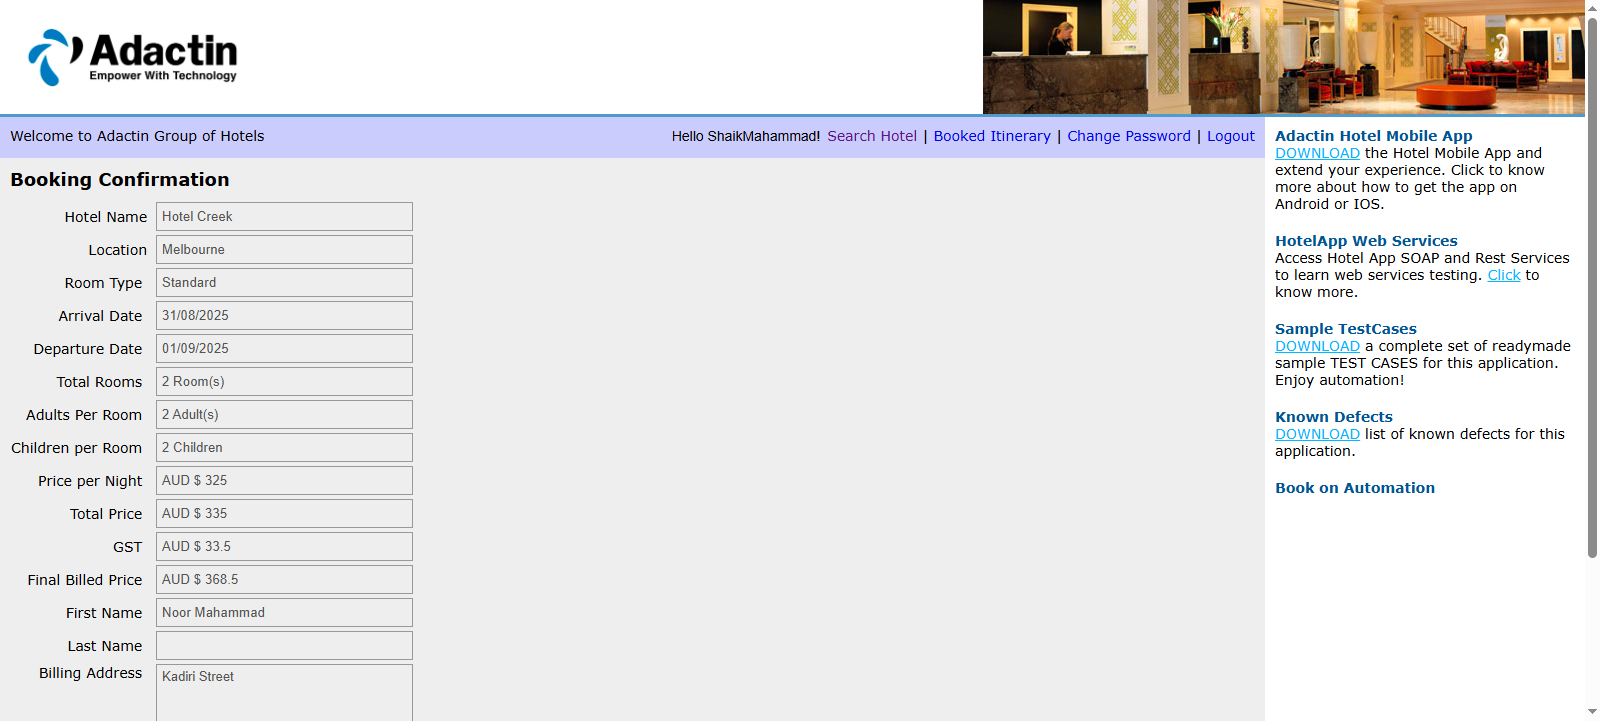 Adactin
Empower With Technology
Welcome to Adactin Group of Hotels
Hello ShaikMahammad! Search Hotel | Booked Itinerary | Change Password | Logout
Booking Confirmation
Hotel Name Hotel Creek
Location Melbourne
Room Type Standard
Arrival Date 31/08/2025
Departure Date 01/09/2025
Total Rooms 2 Room(s)
Adults Per Room 2 Adult(s)
Children per Room 2 Children
Price per Night AUD $ 325
Total Price AUD $ 335
GST AUD $ 33.5
Final Billed Price AUD $ 368.5
First Name Noor Mahammad
Last Name
Billing Address Kadiri Street
Adactin Hotel Mobile App
DOWNLOAD the Hotel Mobile App and
extend your experience. Click to know
more about how to get the app on
Android or IOS.
HotelApp Web Services
Access Hotel App SOAP and Rest Services
to learn web services testing. Click to
know more.
Sample TestCases
DOWNLOAD a complete set of readymade
sample TEST CASES for this application.
Enjoy automation!
Known Defects
DOWNLOAD list of known defects for this
application.
Book on Automation